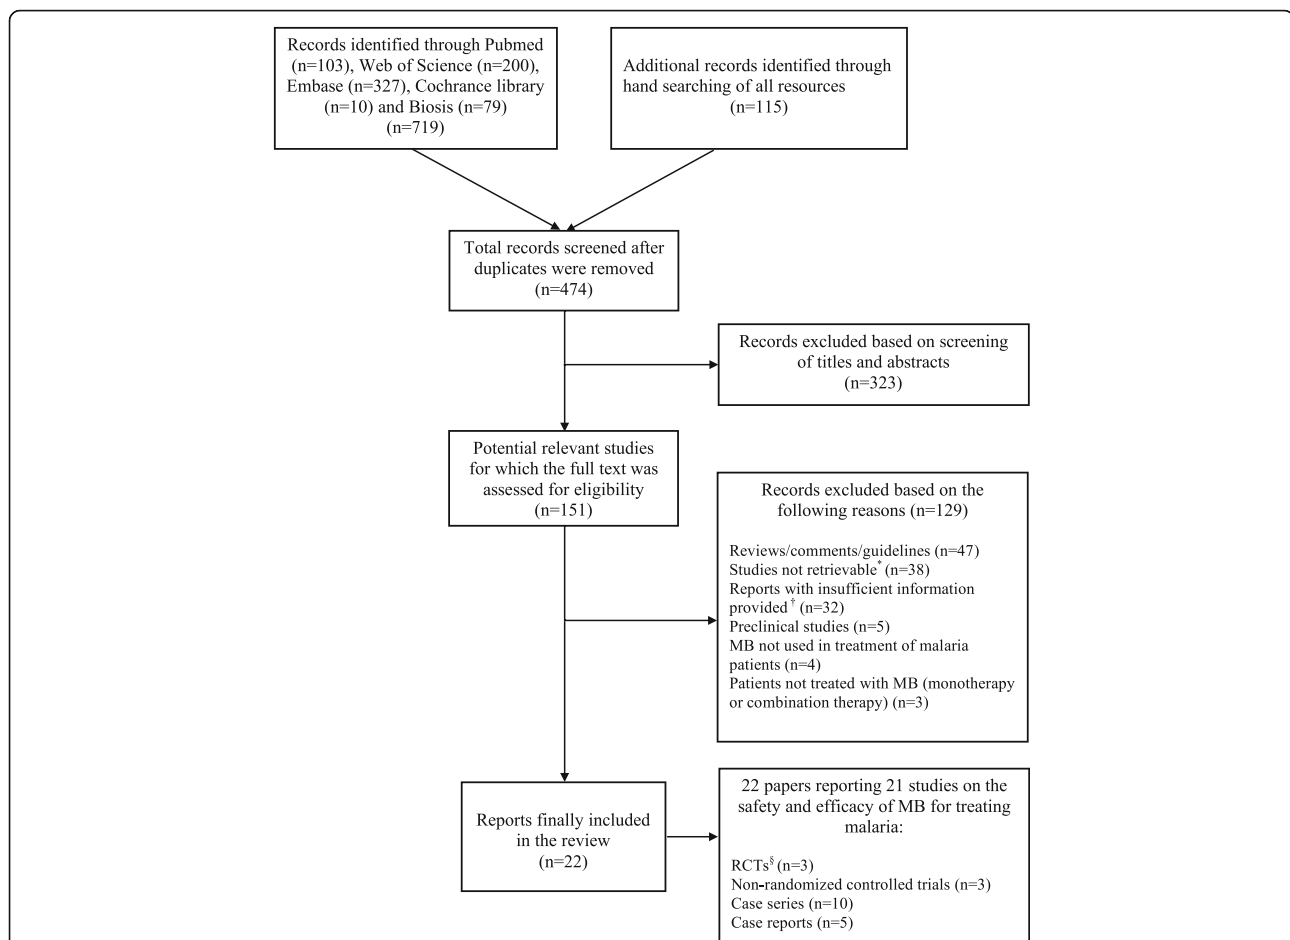 Records identified through Pubmed
(n=103), Web of Science (n=200),
Embase (n=327), Cochrance library
(n=10) and Biosis (n=79)
(n=719)
Additional records identified through
hand searching of all resources
(n=115)
Total records screened after
duplicates were removed
(n=474)
Records excluded based on screening
of titles and abstracts
(n=323)
Potential relevant studies
for which the full text was
assessed for eligibility
(n=151)
Records excluded based on the
following reasons (n=129)
Reviews/comments/guidelines (n=47)
Studies not retrievable* (n=38)
Reports with insufficient information
provided † (n=32)
Preclinical studies (n=5)
MB not used in treatment of malaria
patients (n=4)
Patients not treated with MB (monotherapy
or combination therapy) (n=3)
Reports finally included
in the review
(n=22)
22 papers reporting 21 studies on the
safety and efficacy of MB for treating
malaria:
RCTs§ (n=3)
Non-randomized controlled trials (n=3)
Case series (n=10)
Case reports (n=5)